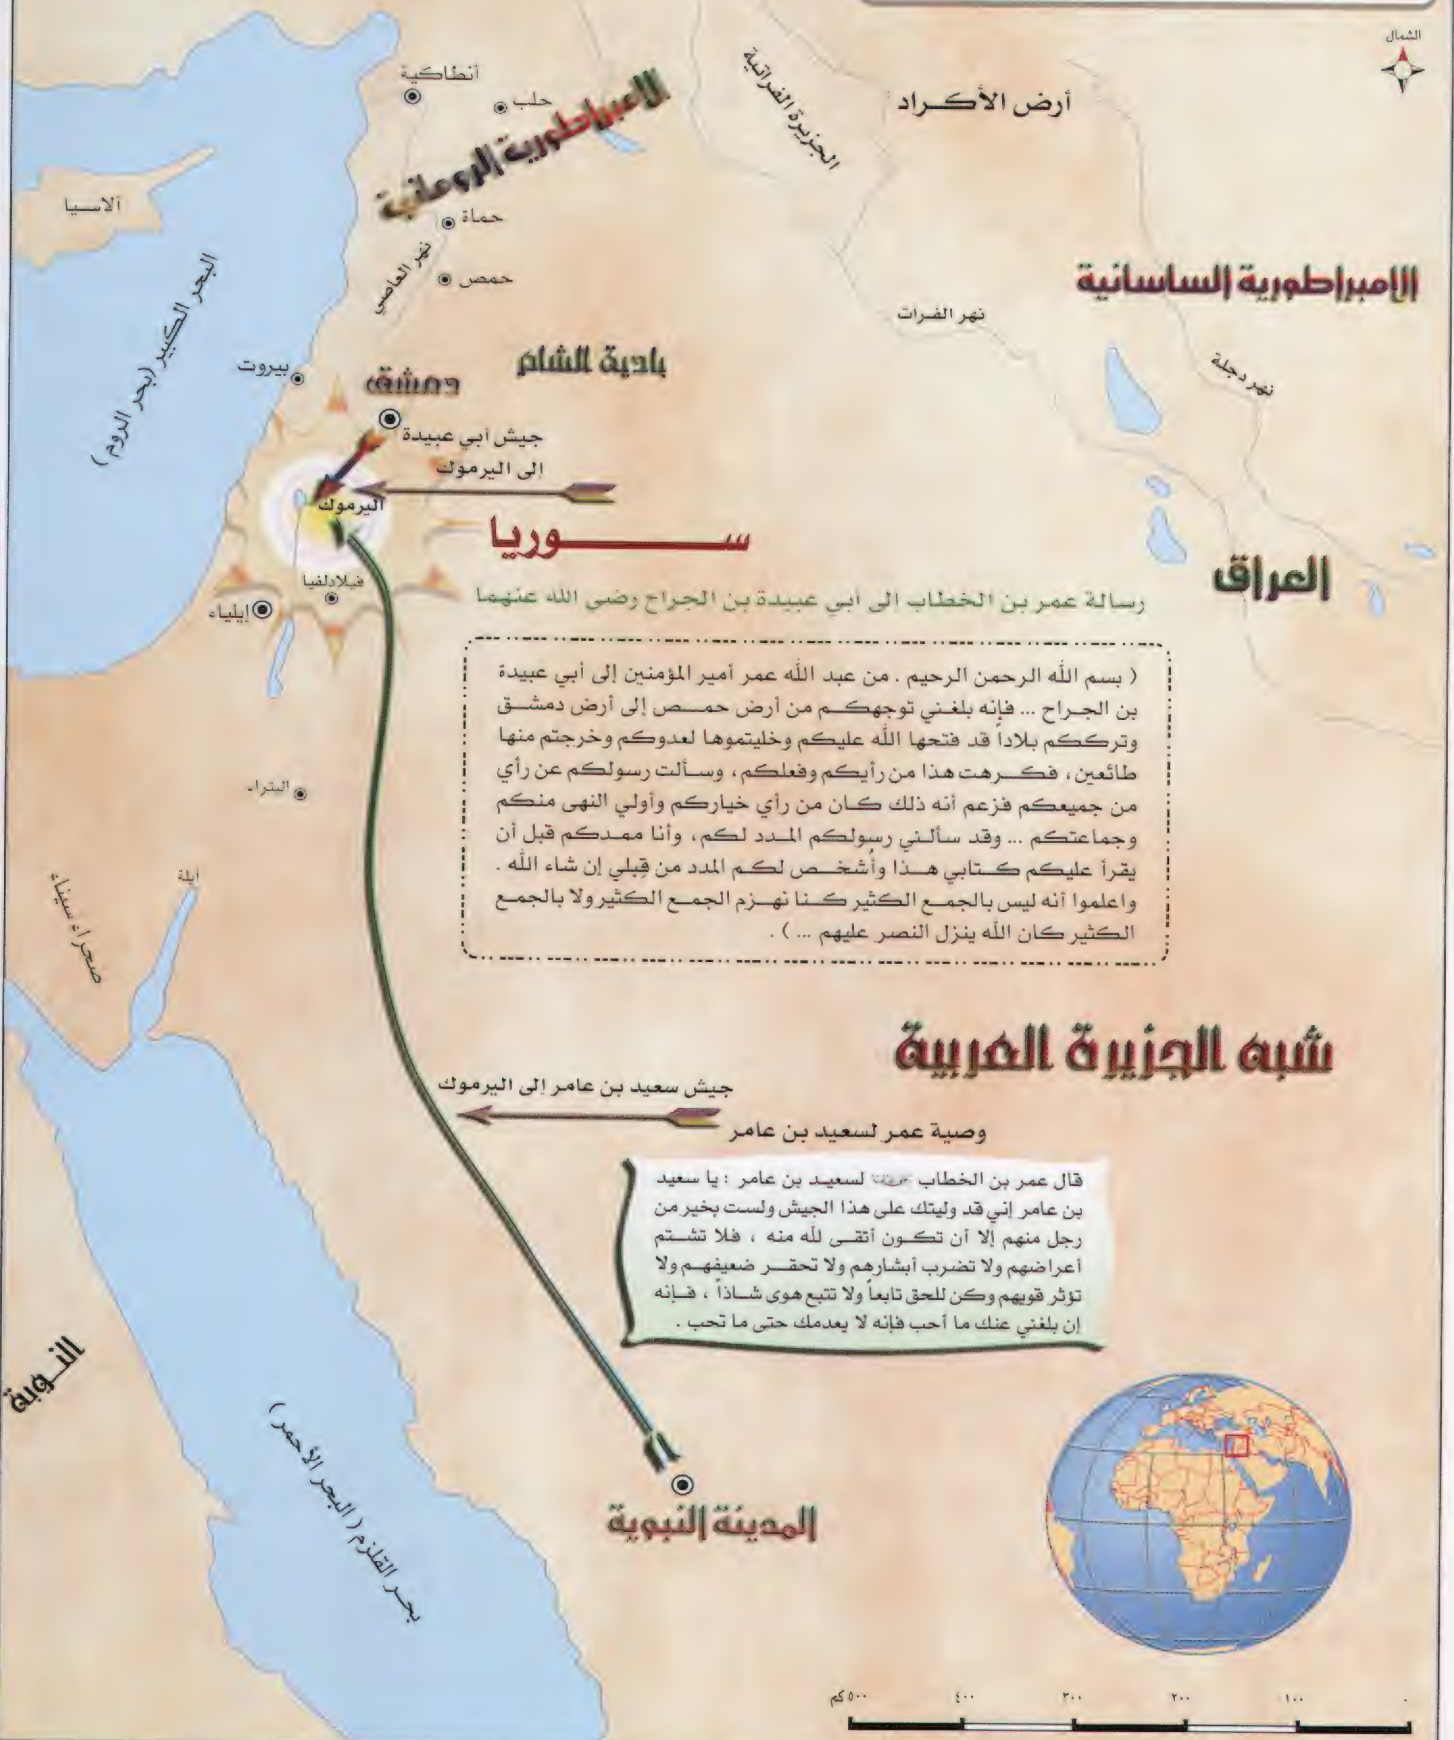 الشمال
أنطاكية
حلب
الامبراطورية الرومانية
الجزيرة الفراتية
أرض الأكراد
ألاسيا
حماة
نهر العاصي
حمص
البحر الكبير (بحر الروم)
الامبراطورية الساسانية
نهر الفرات
نهر دجلة
بيروت
بادية الشام
دمشق
جيش أبي عبيدة
إلى اليرموك
اليرموك
سوريا
العراق
فيلادلفيا
إيلياء
رسالة عمر بن الخطاب الى أبي عبيدة بن الجراح رضي الله عنهما
( بسم الله الرحمن الرحيم . من عبد الله عمر أمير المؤمنين إلى أبي عبيدة
بن الجراح ... فإنه بلغني توجهكم من أرض حمص إلى أرض دمشق
وترككم بلاداً قد فتحها الله عليكم وخليتموها لعدوكم وخرجتم منها
طائعين، فكرهت هذا من رأيكم وفعلكم، وسألت رسولكم عن رأي
من جميعكم فزعم أنه ذلك كان من رأي خياركم وأولي النهى منكم
وجماعتكم ... وقد سألني رسولكم المدد لكم، وأنا ممدكم قبل أن
يقرأ عليكم كتابي هذا وأُشخص لكم المدد من قِبلي إن شاء الله .
واعلموا أنه ليس بالجمع الكثير كنا نهزم الجمع الكثير ولا بالجمع
الكثير كان الله ينزل النصر عليهم ... ) .
البتراء
أيلة
صحراء سيناء
شبه الجزيرة العربية
جيش سعيد بن عامر إلى اليرموك
وصية عمر لسعيد بن عامر
قال عمر بن الخطاب لسعيد بن عامر : يا سعيد
بن عامر إني قد وليتك على هذا الجيش ولست بخير من
رجل منهم إلا أن تكون أتقى لله منه ، فلا تشتم
أعراضهم ولا تضرب أبشارهم ولا تحقر ضعيفهم ولا
تؤثر قويهم وكن للحق تابعاً ولا تتبع هوى شاذاً ، فإنه
إن بلغني عنك ما أحب فإنه لا يعدمك حتى ما تحب .
النوبة
بحر القلزم ( البحر الأحمر )
المدينة النبوية
٥٠٠ كم ٤٠٠ ٣٠٠ ٢٠٠ ١٠٠ ٠